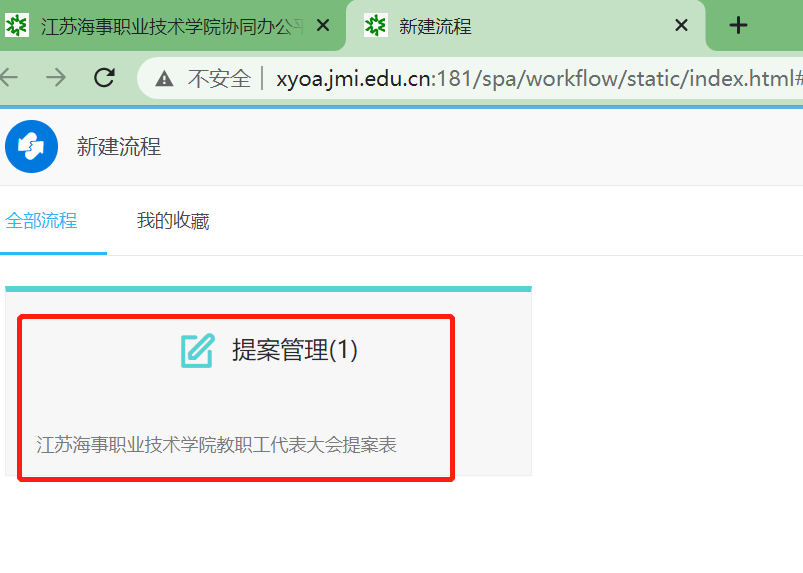 江苏海事职业技术学院协同办公平
新建流程
不安全 xyoa.jmi.edu.cn:181/spa/workflow/static/index.html#
新建流程
全部流程 我的收藏
提案管理(1)
江苏海事职业技术学院教职工代表大会提案表